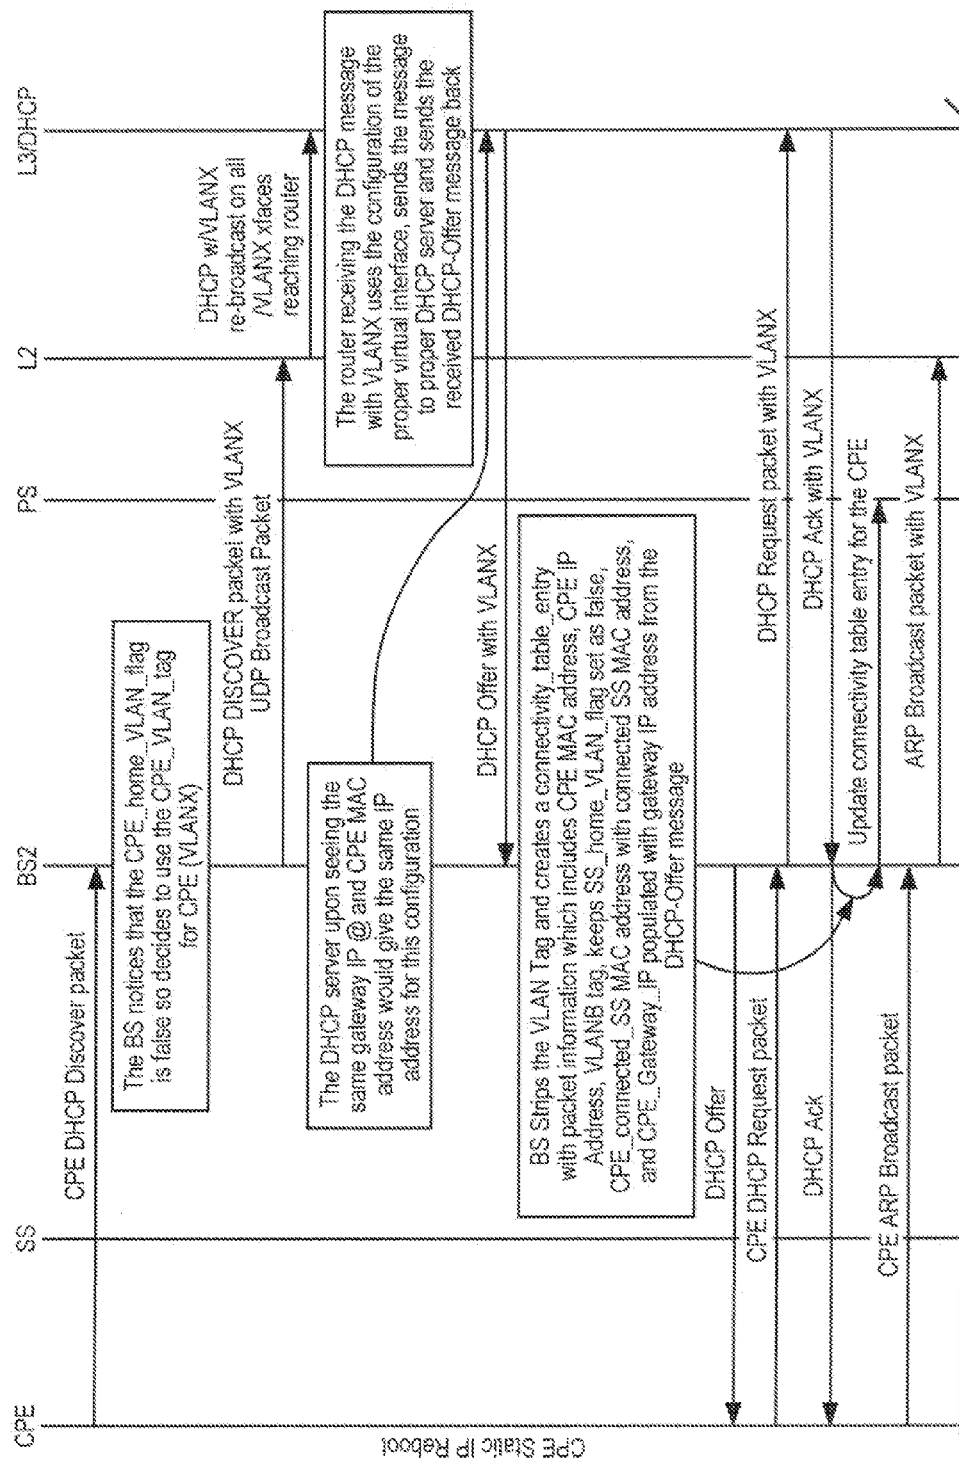 CPE
SS
BS2
PS
L2
L3/DHCP
CPE Static IP Reboot
CPE DHCP Discover packet
The BS notices that the CPE_home_VLAN_flag
is false so decides to use the CPE_VLAN_tag
for CPE (VLANX)
DHCP DISCOVER packet with VLANX
UDP Broadcast Packet
DHCP w/VLANX
re-broadcast on all
/VLANX xfaces
reaching router
The router receiving the DHCP message
with VLANX uses the configuration of the
proper virtual interface, sends the message
to proper DHCP server and sends the
received DHCP-Offer message back
The DHCP server upon seeing the
same gateway IP @ and CPE MAC
address would give the same IP
address for this configuration
DHCP Offer with VLANX
BS Strips the VLAN Tag and creates a connectivity_table_entry
with packet information which includes CPE MAC address, CPE IP
Address, VLANB tag, keeps SS_home_VLAN_flag set as false,
CPE_connected_SS MAC address with connected SS MAC address,
and CPE_Gateway_IP populated with gateway IP address from the
DHCP-Offer message
DHCP Offer
CPE DHCP Request packet
DHCP Request packet with VLANX
DHCP Ack with VLANX
DHCP Ack
Update connectivity table entry for the CPE
CPE ARP Broadcast packet
ARP Broadcast packet with VLANX